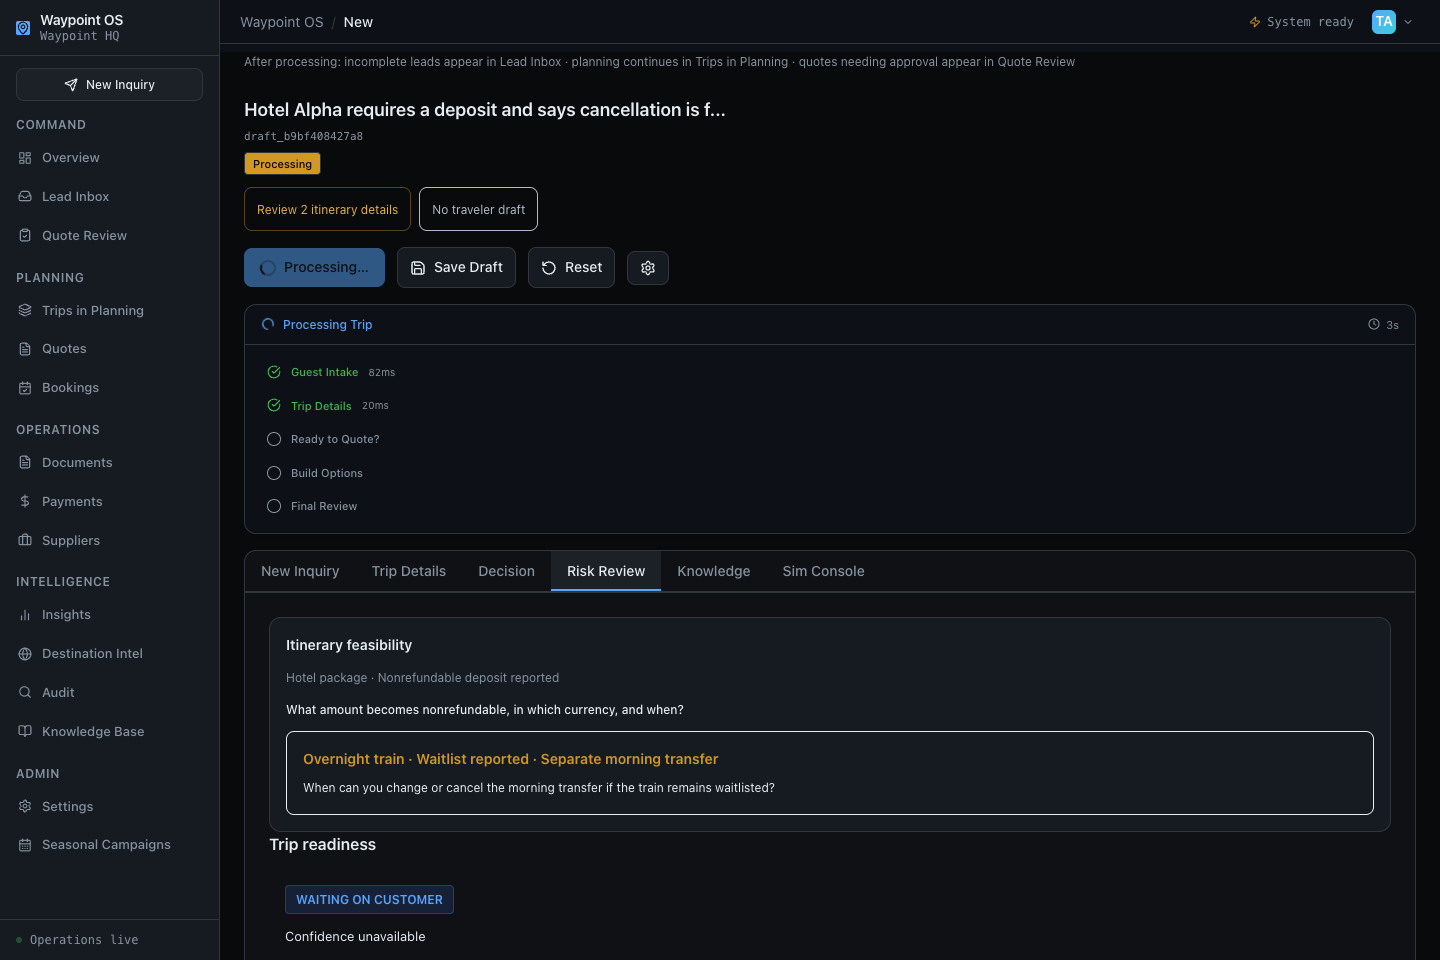 Waypoint OS
Waypoint HQ
New Inquiry
COMMAND
Overview
Lead Inbox
Quote Review
PLANNING
Trips in Planning
Quotes
Bookings
OPERATIONS
Documents
Payments
Suppliers
INTELLIGENCE
Insights
Destination Intel
Audit
Knowledge Base
ADMIN
Settings
Seasonal Campaigns
Operations live
Waypoint OS / New
System ready
TA
After processing: incomplete leads appear in Lead Inbox · planning continues in Trips in Planning · quotes needing approval appear in Quote Review
Hotel Alpha requires a deposit and says cancellation is f...
draft_b9bf408427a8
Processing
Review 2 itinerary details
No traveler draft
Processing...
Save Draft
Reset
Processing Trip
3s
Guest Intake 82ms
Trip Details 20ms
Ready to Quote?
Build Options
Final Review
New Inquiry
Trip Details
Decision
Risk Review
Knowledge
Sim Console
Itinerary feasibility
Hotel package · Nonrefundable deposit reported
What amount becomes nonrefundable, in which currency, and when?
Overnight train · Waitlist reported · Separate morning transfer
When can you change or cancel the morning transfer if the train remains waitlisted?
Trip readiness
WAITING ON CUSTOMER
Confidence unavailable